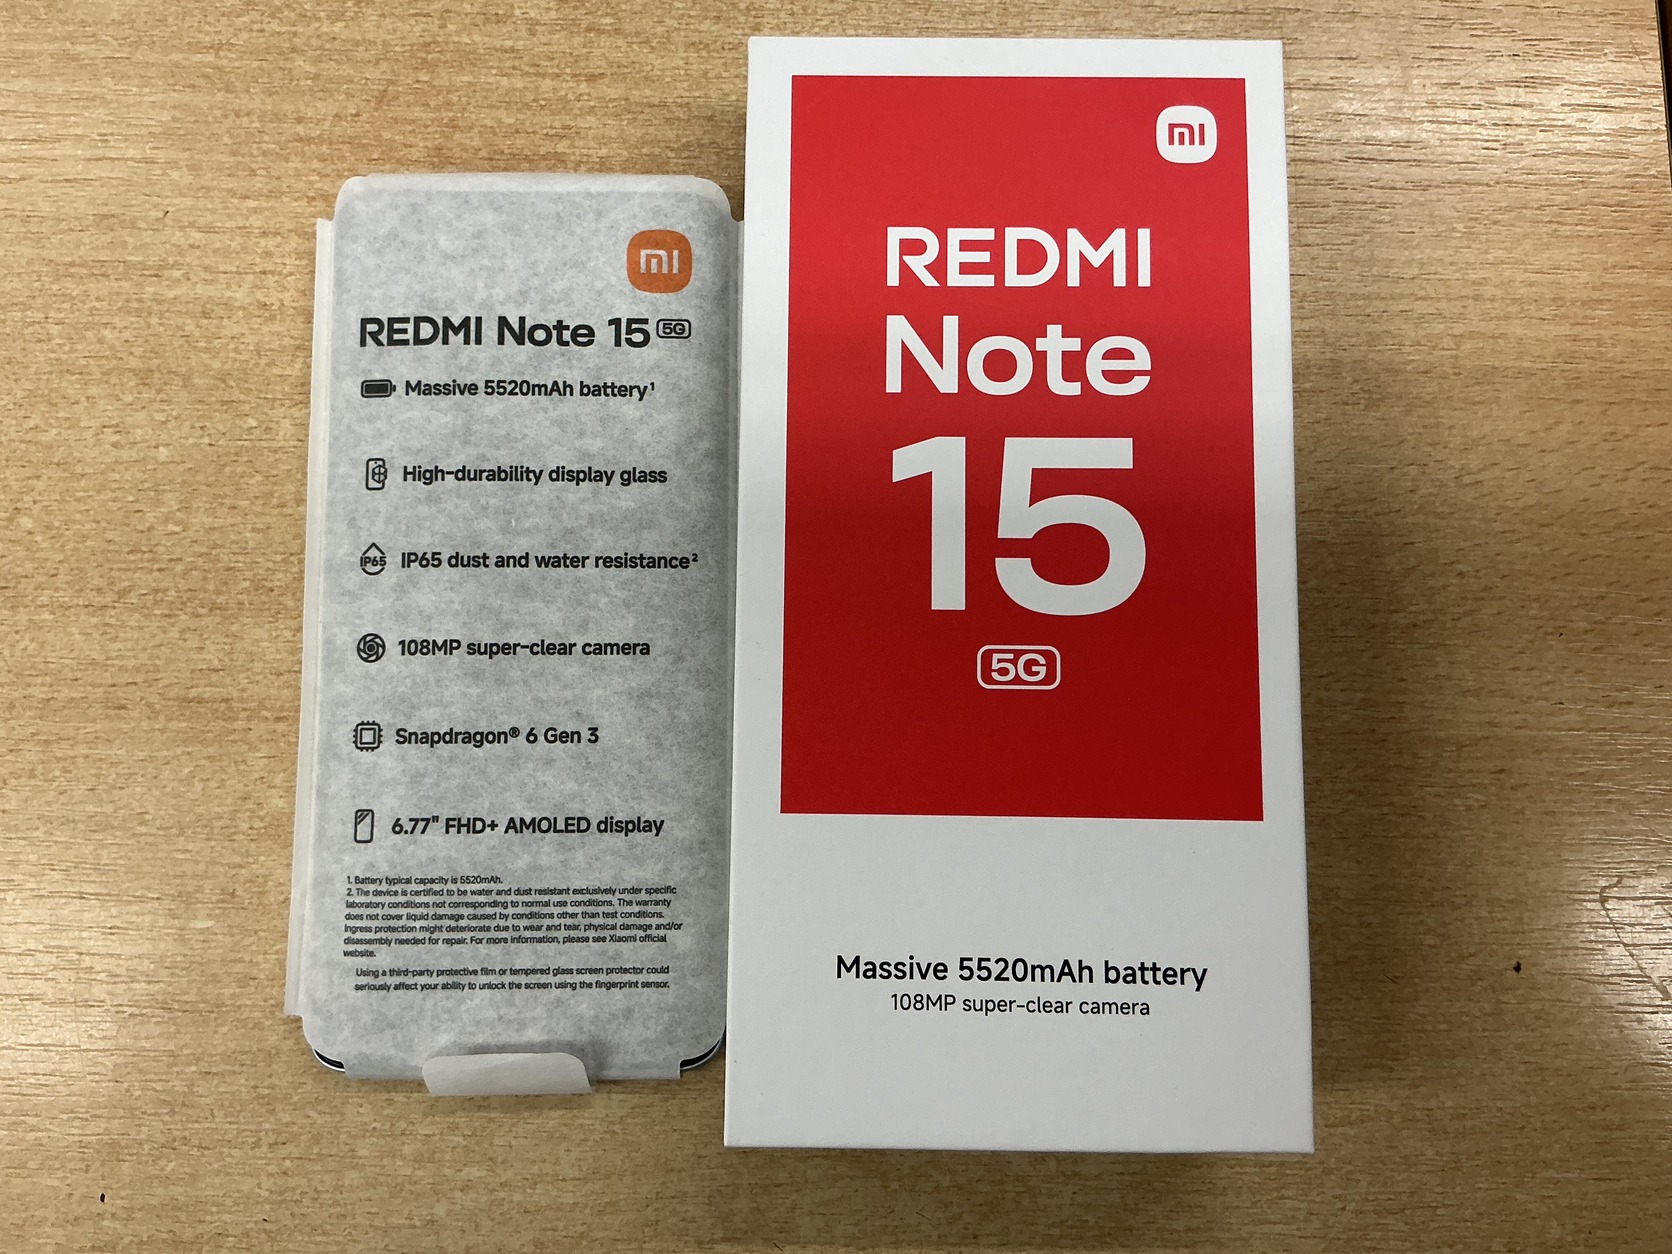 mi
REDMI Note 15 5G
Massive 5520mAh battery¹
High-durability display glass
IP65 IP65 dust and water resistance²
108MP super-clear camera
Snapdragon® 6 Gen 3
6.77" FHD+ AMOLED display
1. Battery typical capacity is 5520mAh.
2. The device is certified to be water and dust resistant exclusively under specific
laboratory conditions not corresponding to normal use conditions. The warranty
does not cover liquid damage caused by conditions other than test conditions.
Ingress protection might deteriorate due to wear and tear, physical damage and/or
disassembly needed for repair. For more information, please see Xiaomi official
website.
Using a third-party protective film or tempered glass screen protector could
seriously affect your ability to unlock the screen using the fingerprint sensor.
mi
REDMI
Note
15
5G
Massive 5520mAh battery
108MP super-clear camera